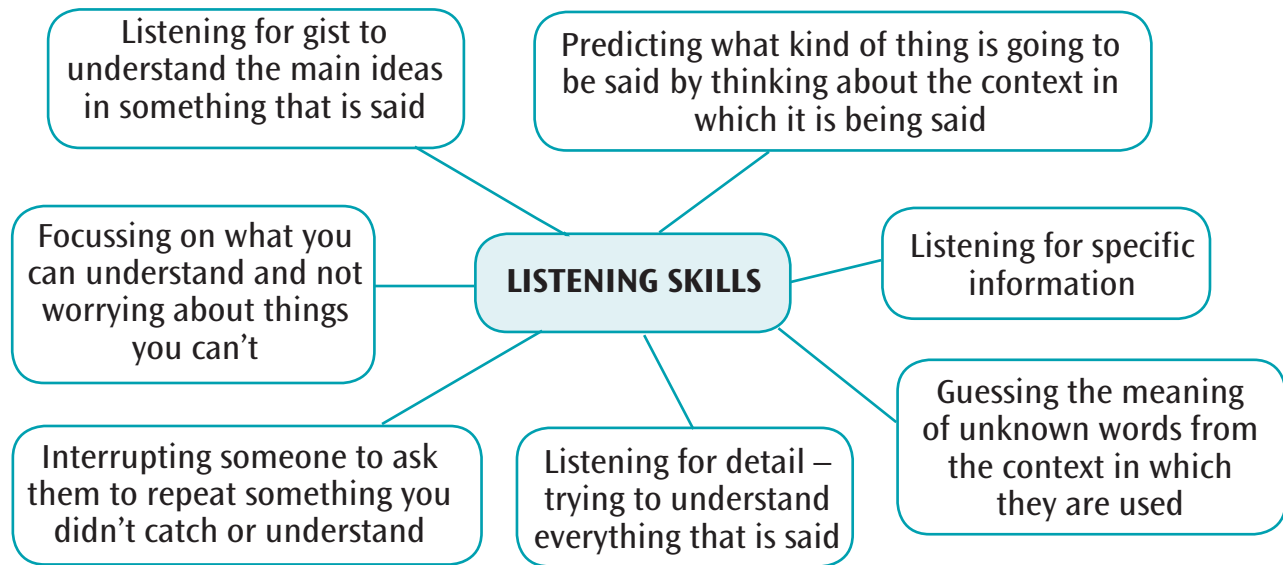 Listening for gist to
understand the main ideas
in something that is said
Predicting what kind of thing is going to
be said by thinking about the context in
which it is being said
Focussing on what you
can understand and not
worrying about things
you can't
LISTENING SKILLS
Listening for specific
information
Interrupting someone to ask
them to repeat something you
didn't catch or understand
Listening for detail –
trying to understand
everything that is said
Guessing the meaning
of unknown words from
the context in which
they are used